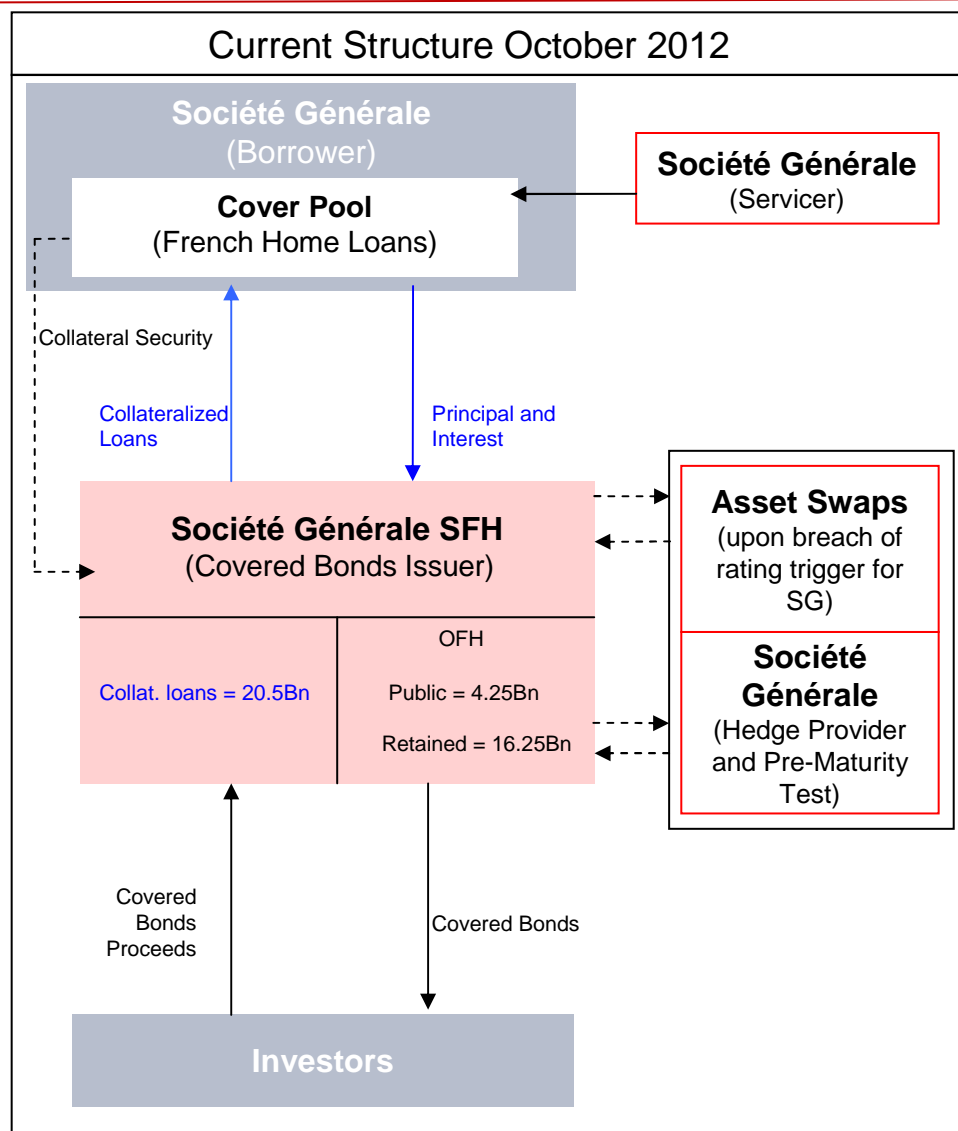 Current Structure October 2012
Société Générale
(Borrower)
Cover Pool
(French Home Loans)
Société Générale
(Servicer)
Collateral Security
Collateralized
Loans
Principal and
Interest
Société Générale SFH
(Covered Bonds Issuer)
Collat. loans = 20.5Bn
OFH
Public = 4.25Bn
Retained = 16.25Bn
Asset Swaps
(upon breach of
rating trigger for
SG)
Société
Générale
(Hedge Provider
and Pre-Maturity
Test)
Covered
Bonds
Proceeds
Covered Bonds
Investors